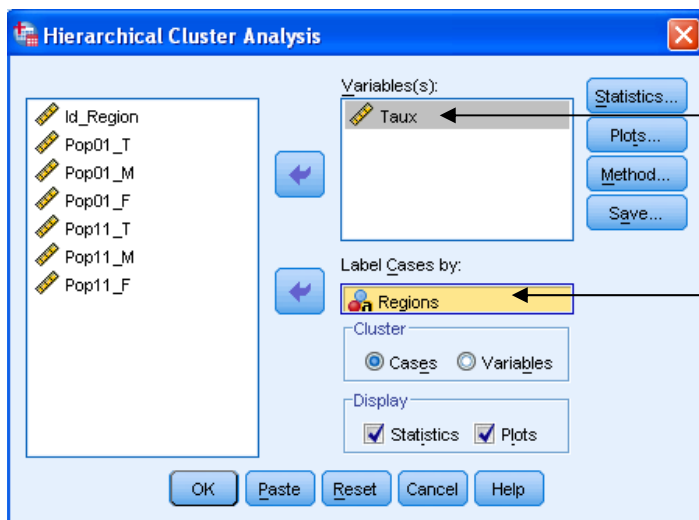 Hierarchical Cluster Analysis
Id_Region
Pop01_T
Pop01_M
Pop01_F
Pop11_T
Pop11_M
Pop11_F
Variables(s):
Taux
Statistics...
Plots...
Method...
Save...
Label Cases by:
a Regions
Cluster
Cases Variables
Display
Statistics Plots
OK Paste Reset Cancel Help